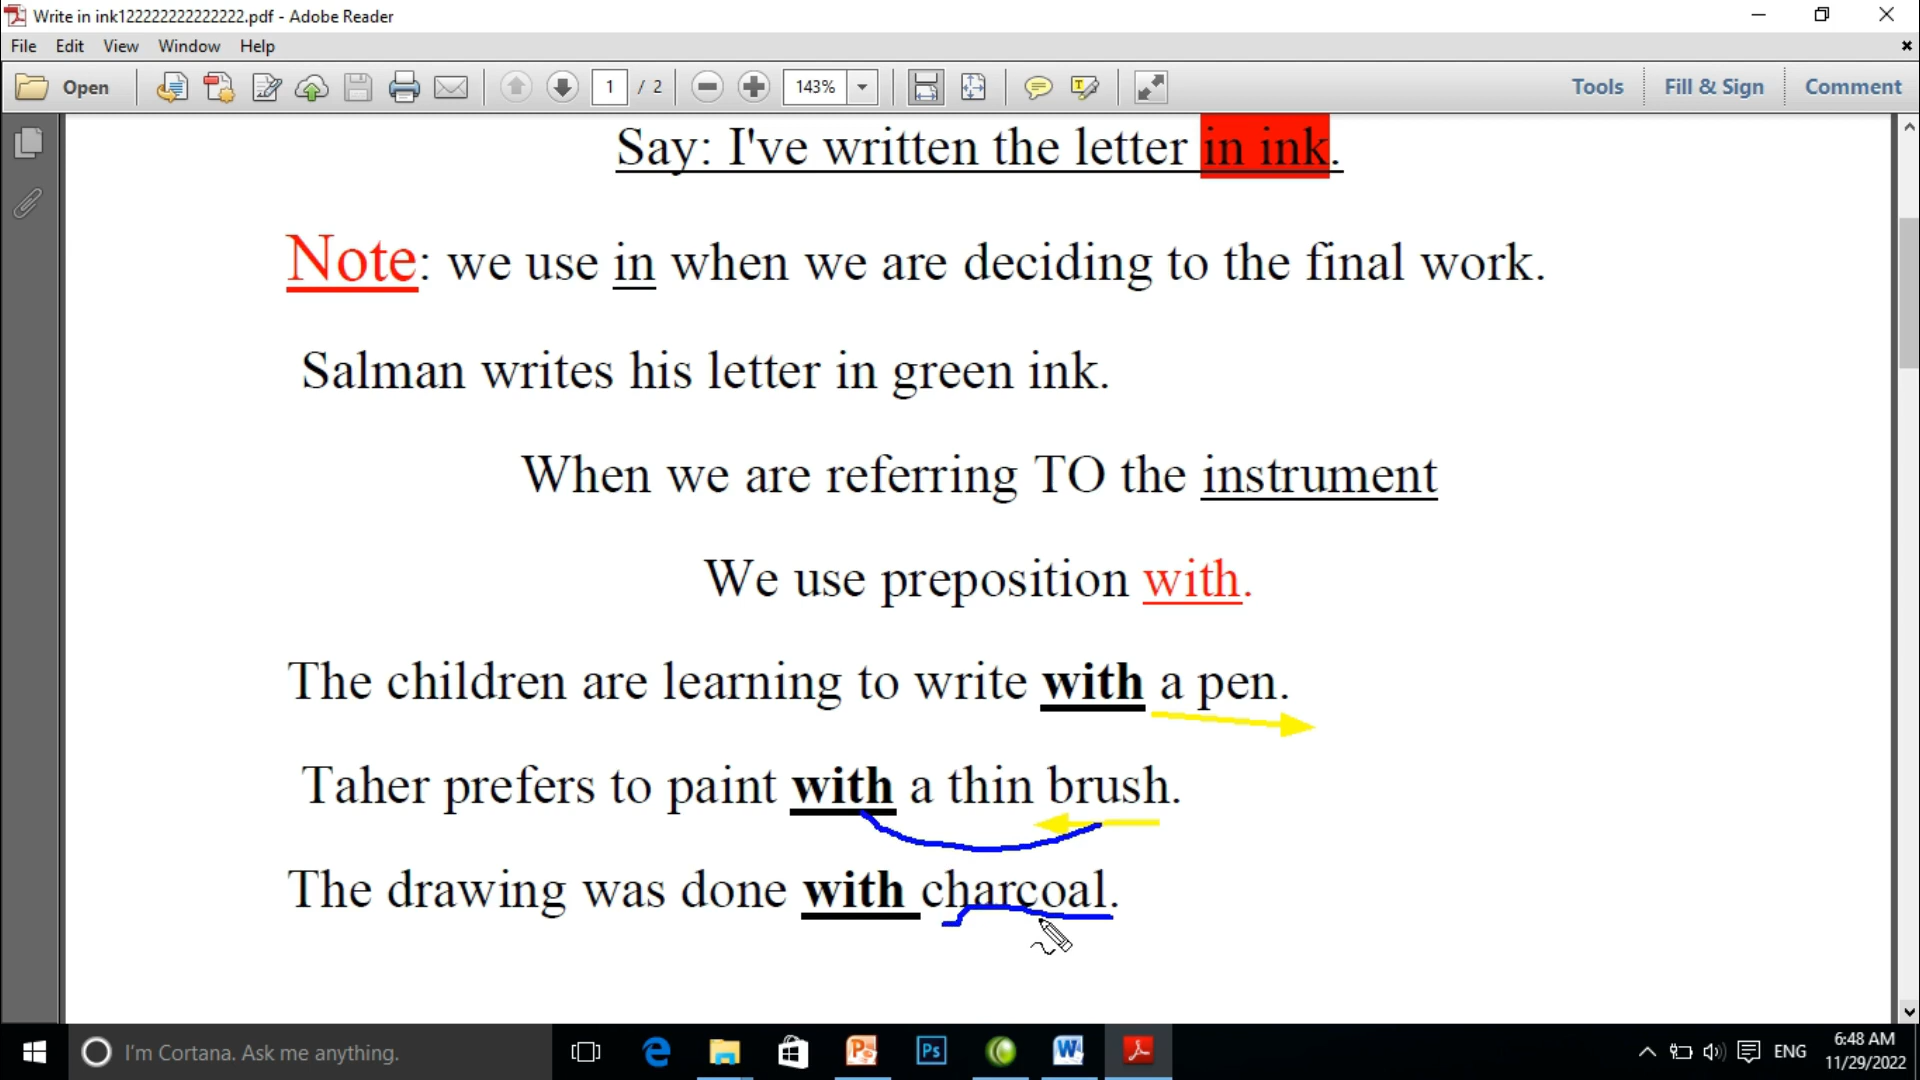 Write in ink122222222222222.pdf - Adobe Reader
File Edit View Window Help
Open 1 / 2 143% Tools Fill & Sign Comment
Say: I've written the letter in ink.
Note: we use in when we are deciding to the final work.
Salman writes his letter in green ink.
When we are referring TO the instrument
We use preposition with.
The children are learning to write with a pen.
Taher prefers to paint with a thin brush.
The drawing was done with charcoal.
I'm Cortana. Ask me anything. ENG 6:48 AM
11/29/2022